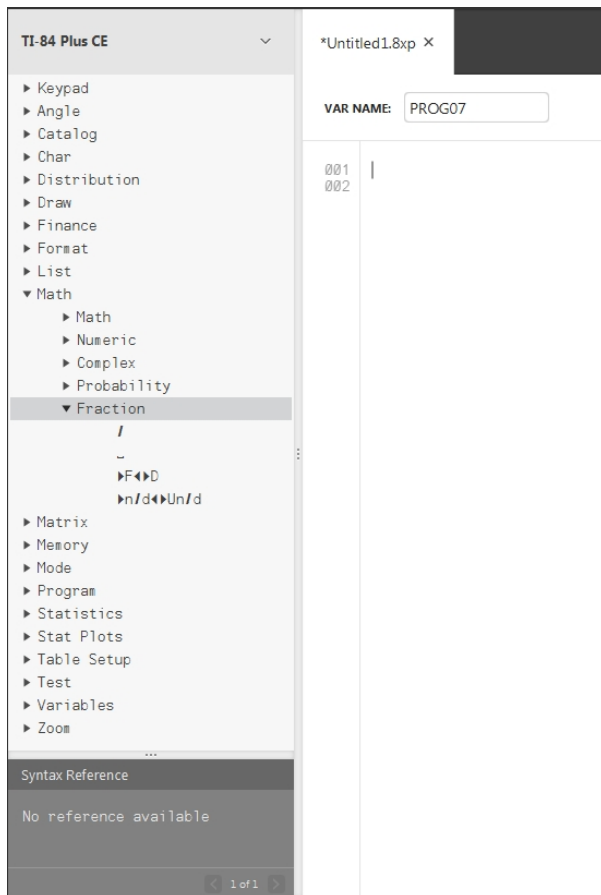 TI-84 Plus CE
*Untitled1.8xp ×
▶ Keypad
▶ Angle
▶ Catalog
▶ Char
▶ Distribution
▶ Draw
▶ Finance
▶ Format
▶ List
▼ Math
▶ Math
▶ Numeric
▶ Complex
▶ Probability
▼ Fraction
/
⎵
▶F◀▶D
▶n/d◀▶Un/d
▶ Matrix
▶ Memory
▶ Mode
▶ Program
▶ Statistics
▶ Stat Plots
▶ Table Setup
▶ Test
▶ Variables
▶ Zoom
Syntax Reference
No reference available
1 of 1
VAR NAME: PROG07
001
002